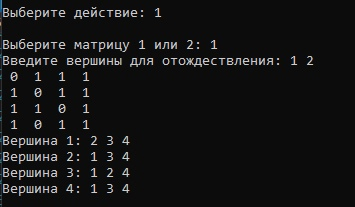 Выберите действие: 1
Выберите матрицу 1 или 2: 1
Введите вершины для отождествления: 1 2
0 1 1 1
1 0 1 1
1 1 0 1
1 0 1 1
Вершина 1: 2 3 4
Вершина 2: 1 3 4
Вершина 3: 1 2 4
Вершина 4: 1 3 4